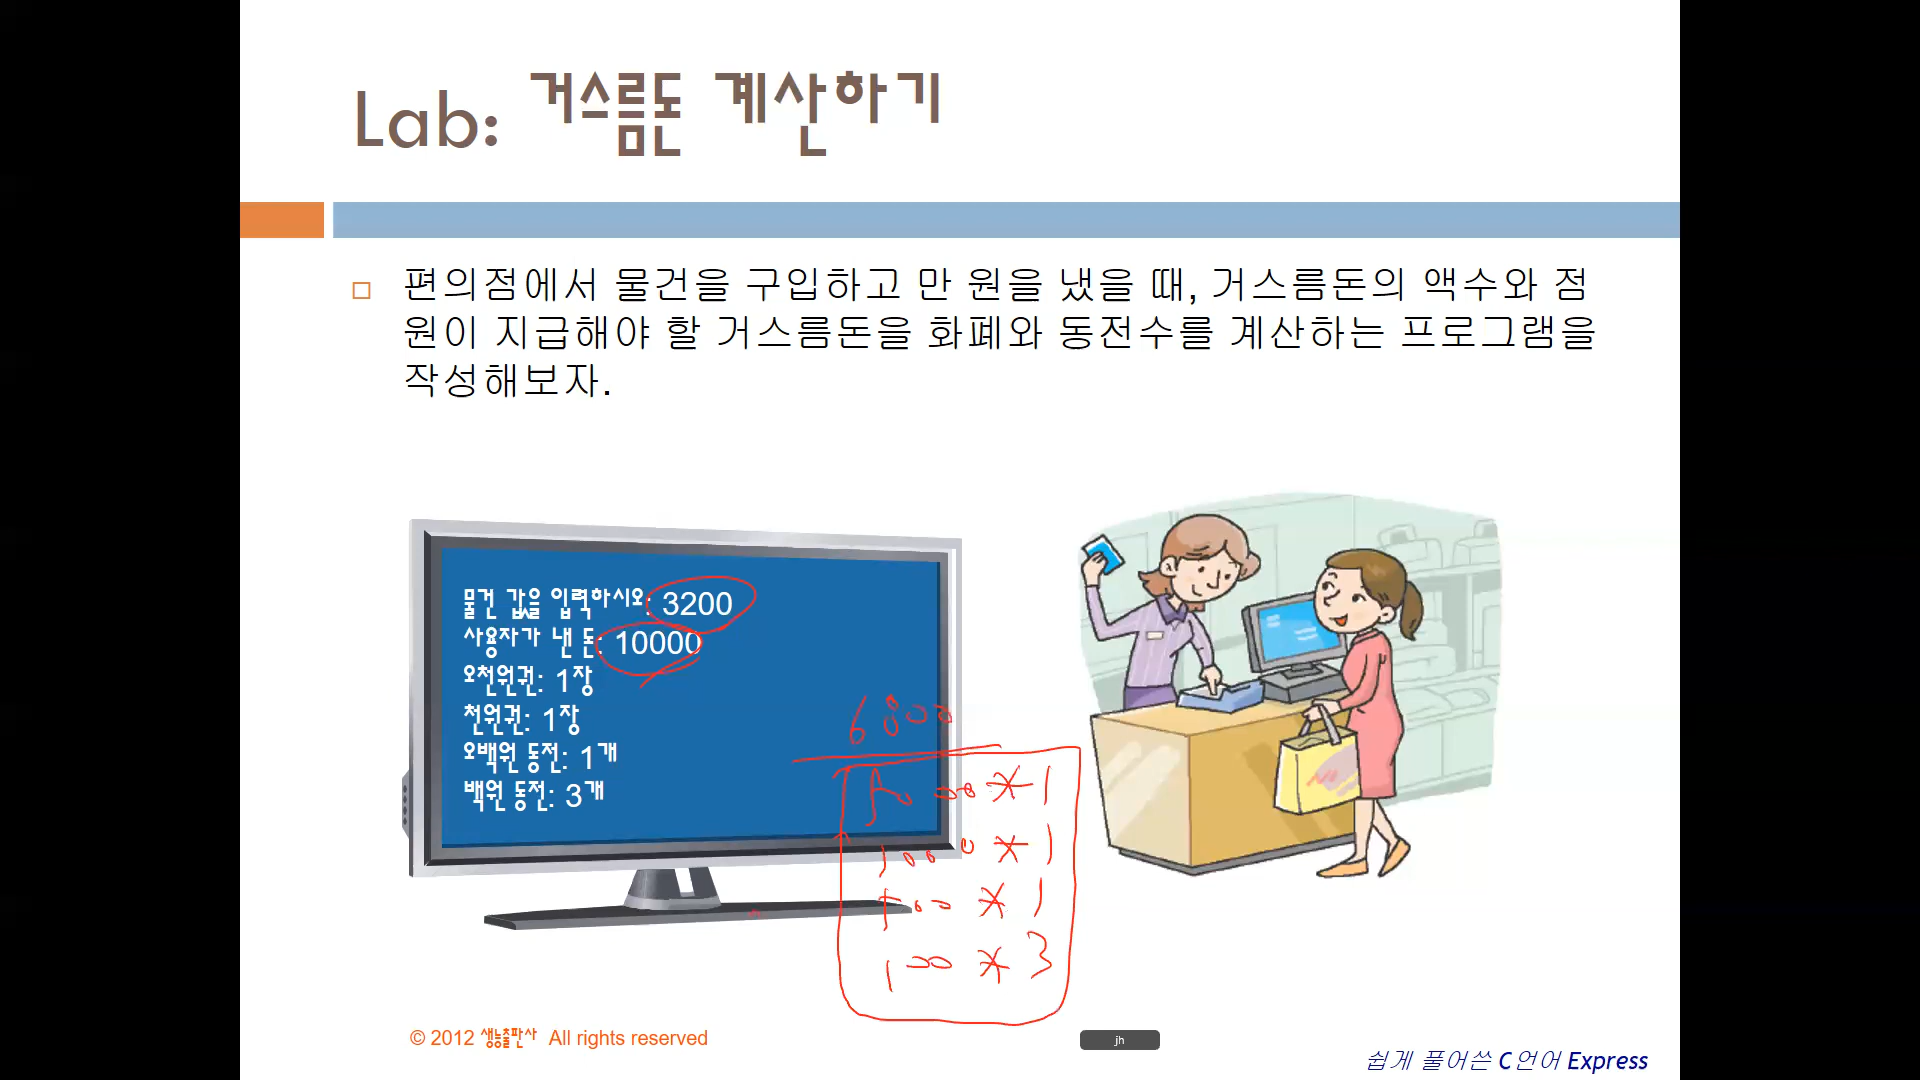 Lab: 거스름돈 계산하기
편의점에서 물건을 구입하고 만 원을 냈을 때, 거스름돈의 액수와 점
원이 지급해야 할 거스름돈을 화폐와 동전수를 계산하는 프로그램을
작성해보자.
물건 값을 입력하시오: 3200
사용자가 낸 돈: 10000
오천원권: 1장
천원권: 1장
오백원 동전: 1개
백원 동전: 3개
6800
5000 * 1
1000 * 1
500 * 1
100 * 3
© 2012 생능출판사 All rights reserved
jh
쉽게 풀어쓴 C언어 Express